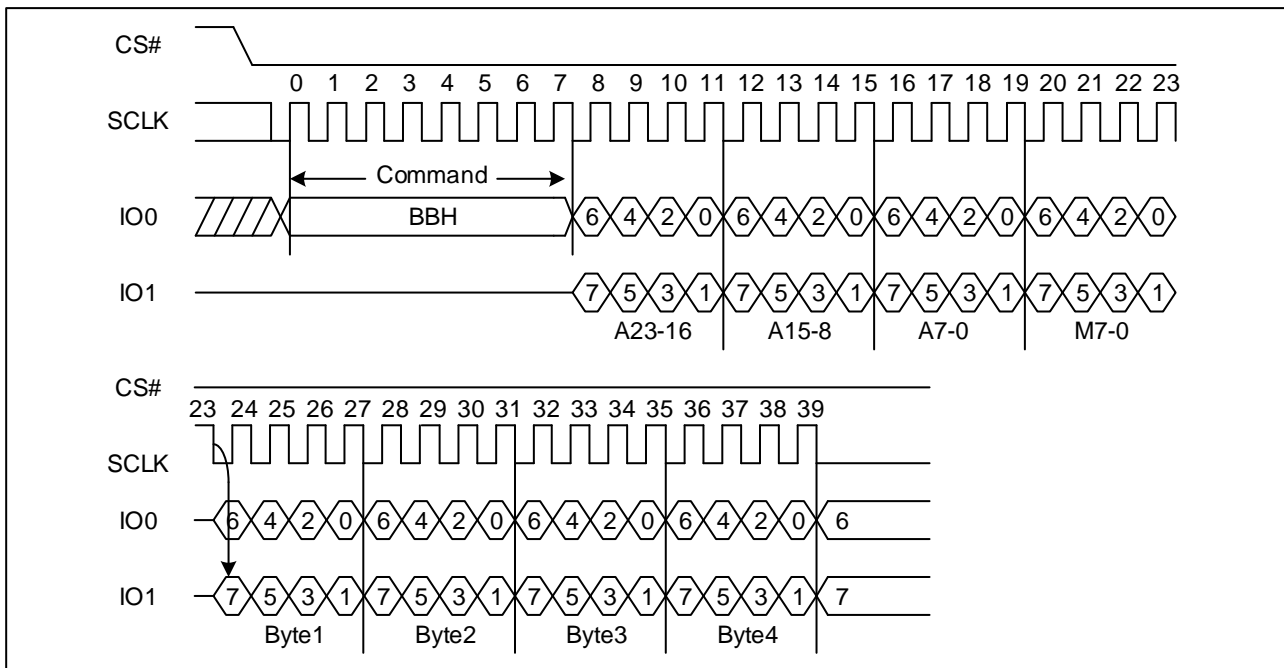 CS#
0 1 2 3 4 5 6 7 8 9 10 11 12 13 14 15 16 17 18 19 20 21 22 23
SCLK
Command
IO0 BBH 6 4 2 0 6 4 2 0 6 4 2 0 6 4 2 0
IO1 7 5 3 1 7 5 3 1 7 5 3 1 7 5 3 1
A23-16 A15-8 A7-0 M7-0
CS#
23 24 25 26 27 28 29 30 31 32 33 34 35 36 37 38 39
SCLK
IO0 6 4 2 0 6 4 2 0 6 4 2 0 6 4 2 0 6
IO1 7 5 3 1 7 5 3 1 7 5 3 1 7 5 3 1 7
Byte1 Byte2 Byte3 Byte4